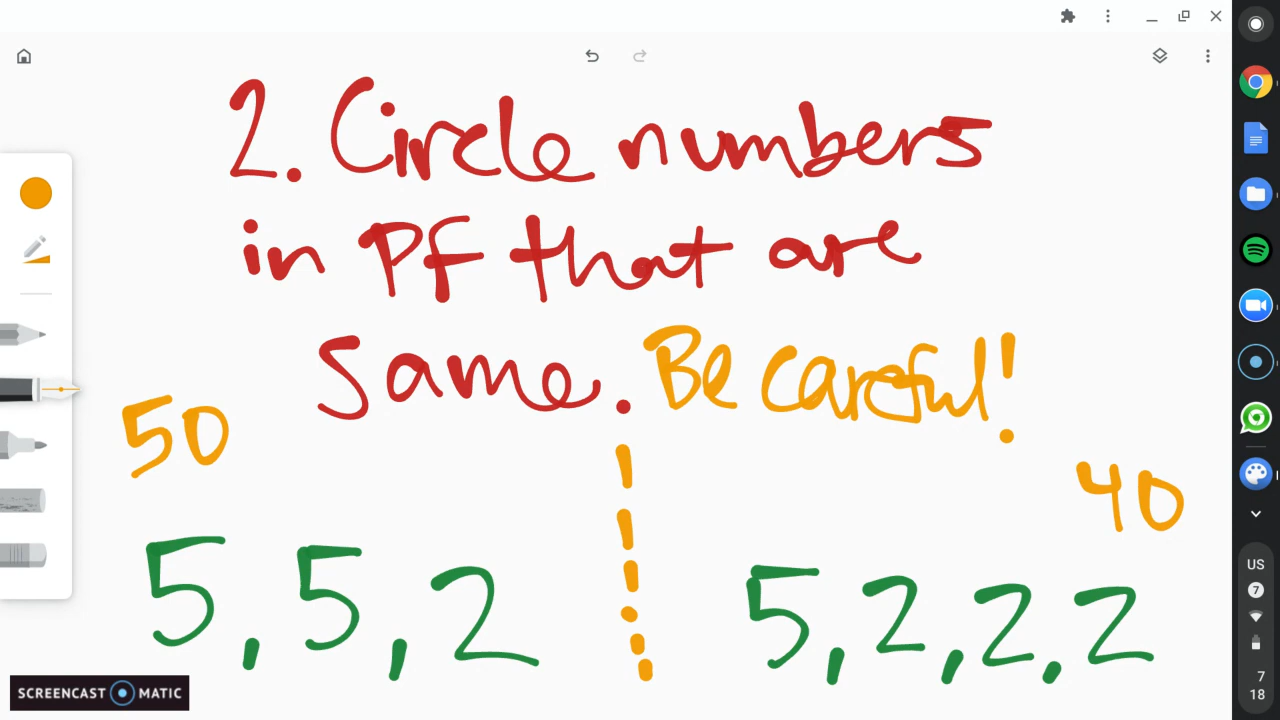 2. Circle numbers
in PF that are
same. Be careful!
50
40
5, 5, 2
5, 2, 2, 2
SCREENCAST MATIC
US
7
7
18